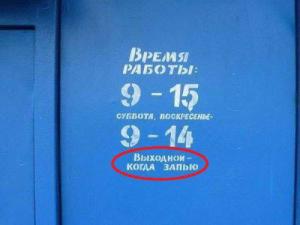 ВРЕМЯ
РАБОТЫ:
9 - 15
СУББОТА, ВОСКРЕСЕНЬЕ-
9 - 14
ВЫХОДНОЙ -
КОГДА ЗАПЬЮ